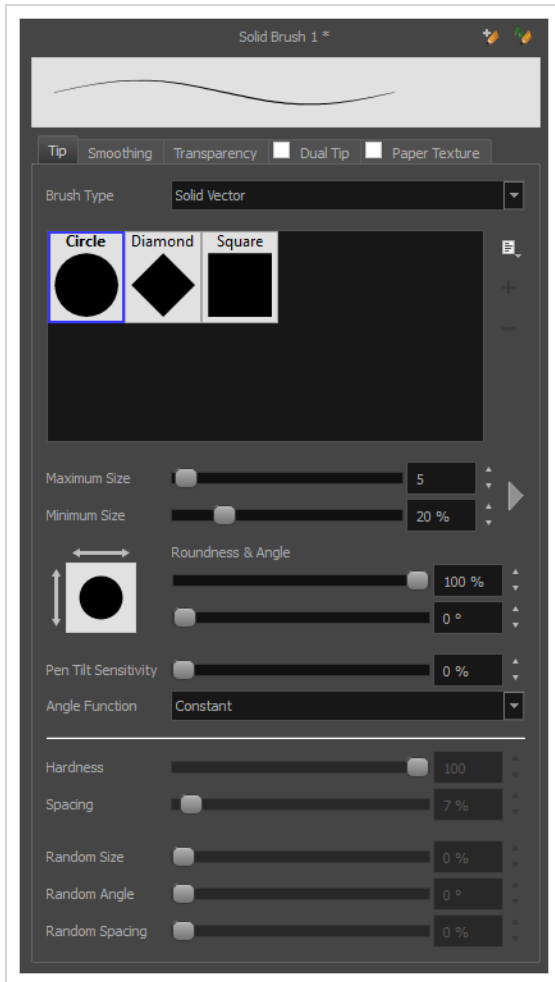 Solid Brush 1 *
Tip Smoothing Transparency Dual Tip Paper Texture
Brush Type Solid Vector
Circle Diamond Square
Maximum Size 5
Minimum Size 20 %
Roundness & Angle
100 %
0 °
Pen Tilt Sensitivity 0 %
Angle Function Constant
Hardness 100
Spacing 7 %
Random Size 0 %
Random Angle 0 °
Random Spacing 0 %